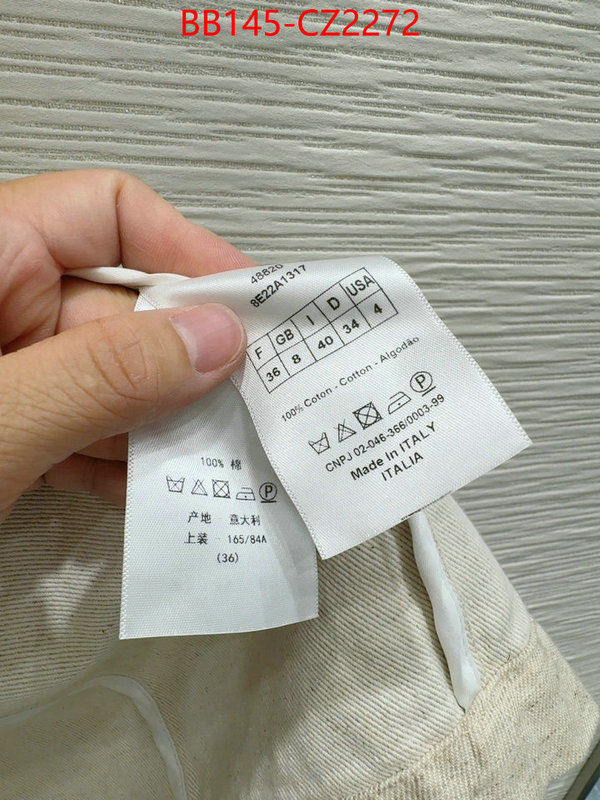 BB145-CZ2272
8E22A1317
F GB I D USA
36 8 40 34 4
100% Coton - Cotton - Algodão
CNPJ 02-046-366/0003-99
Made in ITALY
ITALIA
100% 棉
产地 : 意大利
上装 : 165/84A
(36)